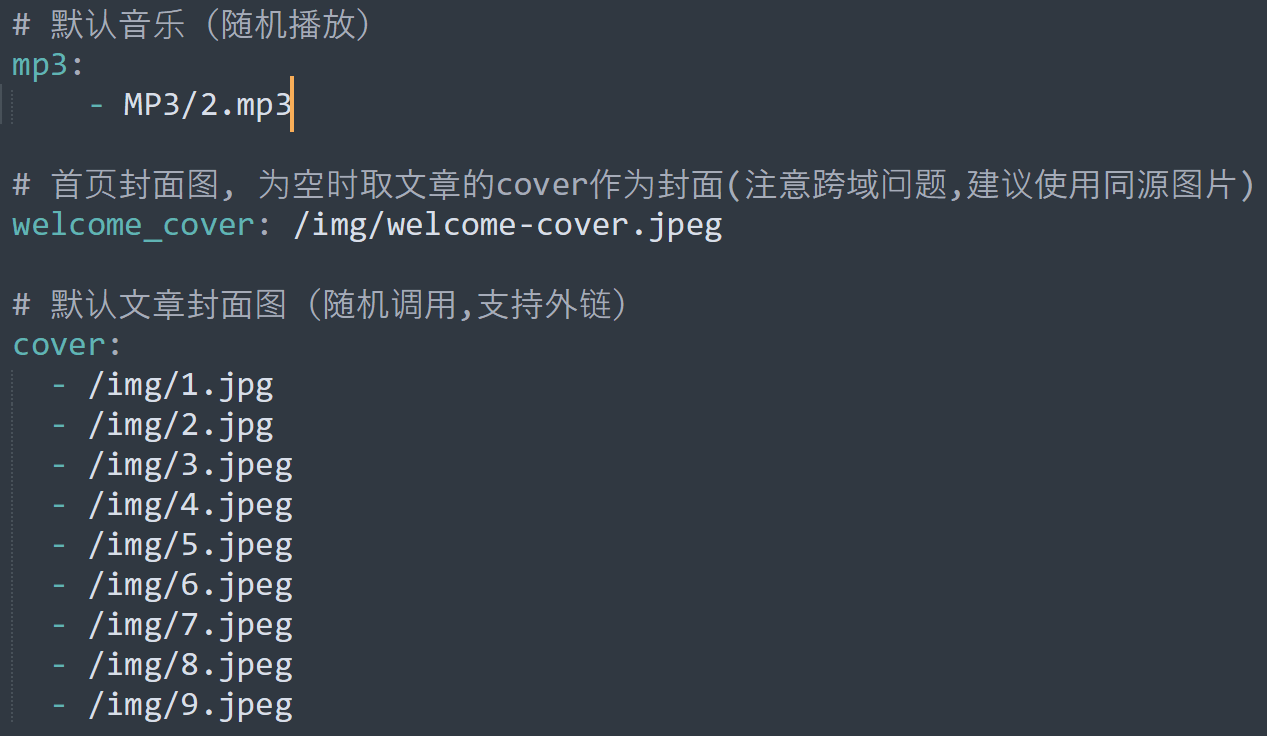 # 默认音乐（随机播放）
mp3:
    - MP3/2.mp3
# 首页封面图, 为空时取文章的cover作为封面(注意跨域问题,建议使用同源图片)
welcome_cover: /img/welcome-cover.jpeg
# 默认文章封面图（随机调用,支持外链）
cover:
  - /img/1.jpg
  - /img/2.jpg
  - /img/3.jpeg
  - /img/4.jpeg
  - /img/5.jpeg
  - /img/6.jpeg
  - /img/7.jpeg
  - /img/8.jpeg
  - /img/9.jpeg